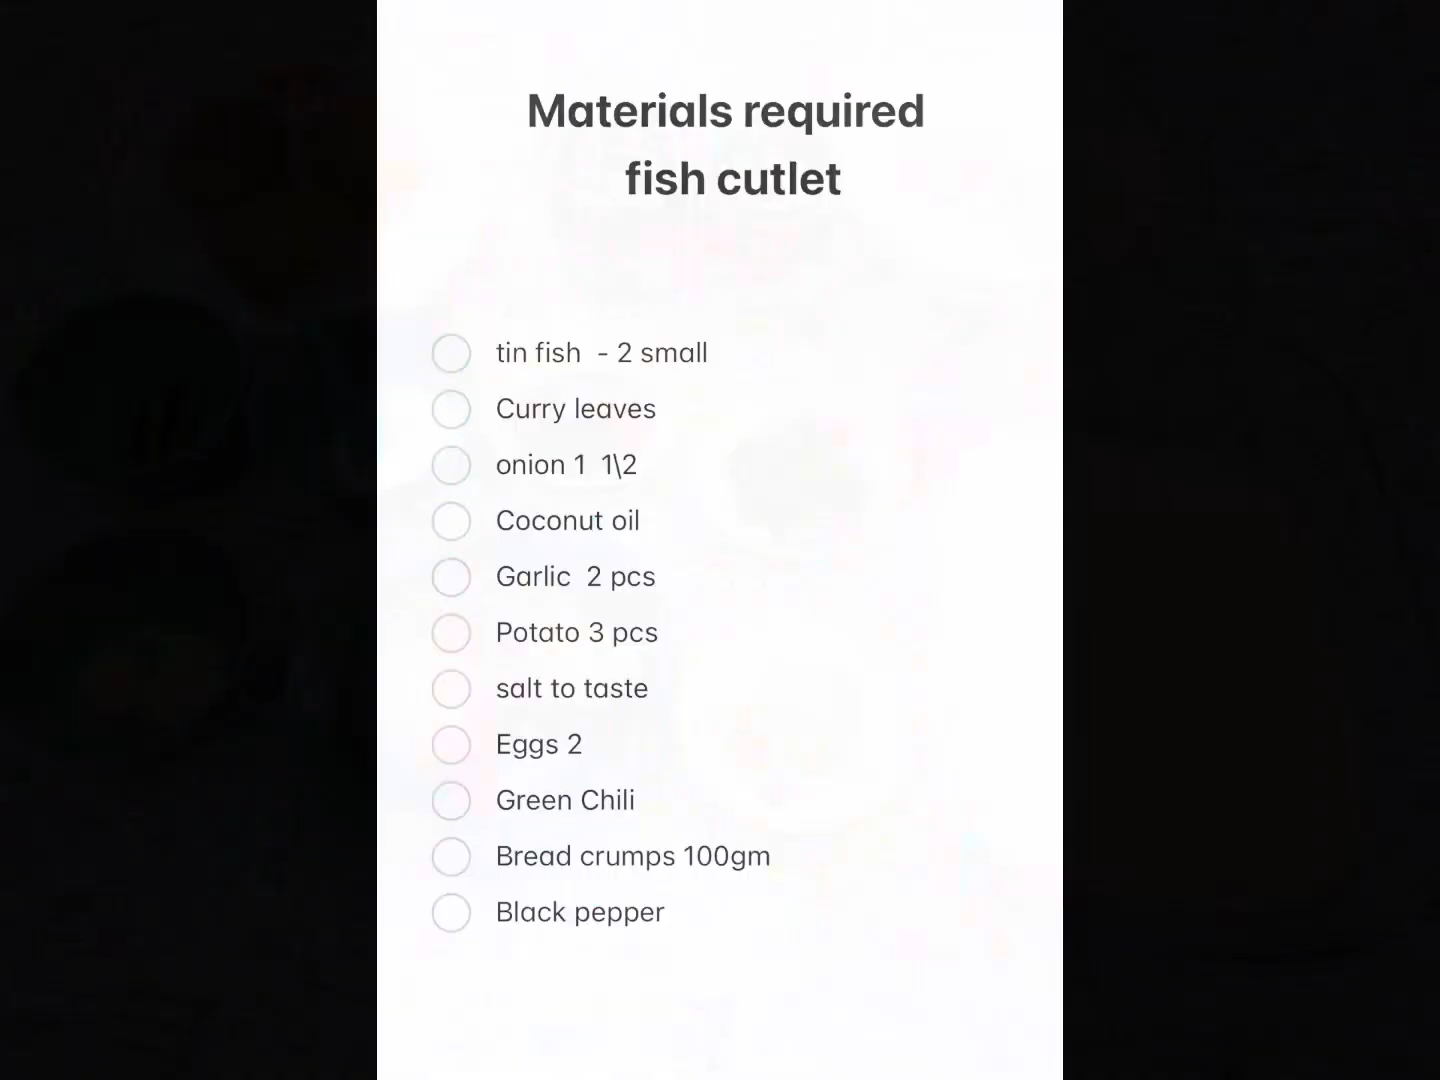 Materials required
fish cutlet
tin fish - 2 small
Curry leaves
onion 1 1\2
Coconut oil
Garlic 2 pcs
Potato 3 pcs
salt to taste
Eggs 2
Green Chili
Bread crumps 100gm
Black pepper